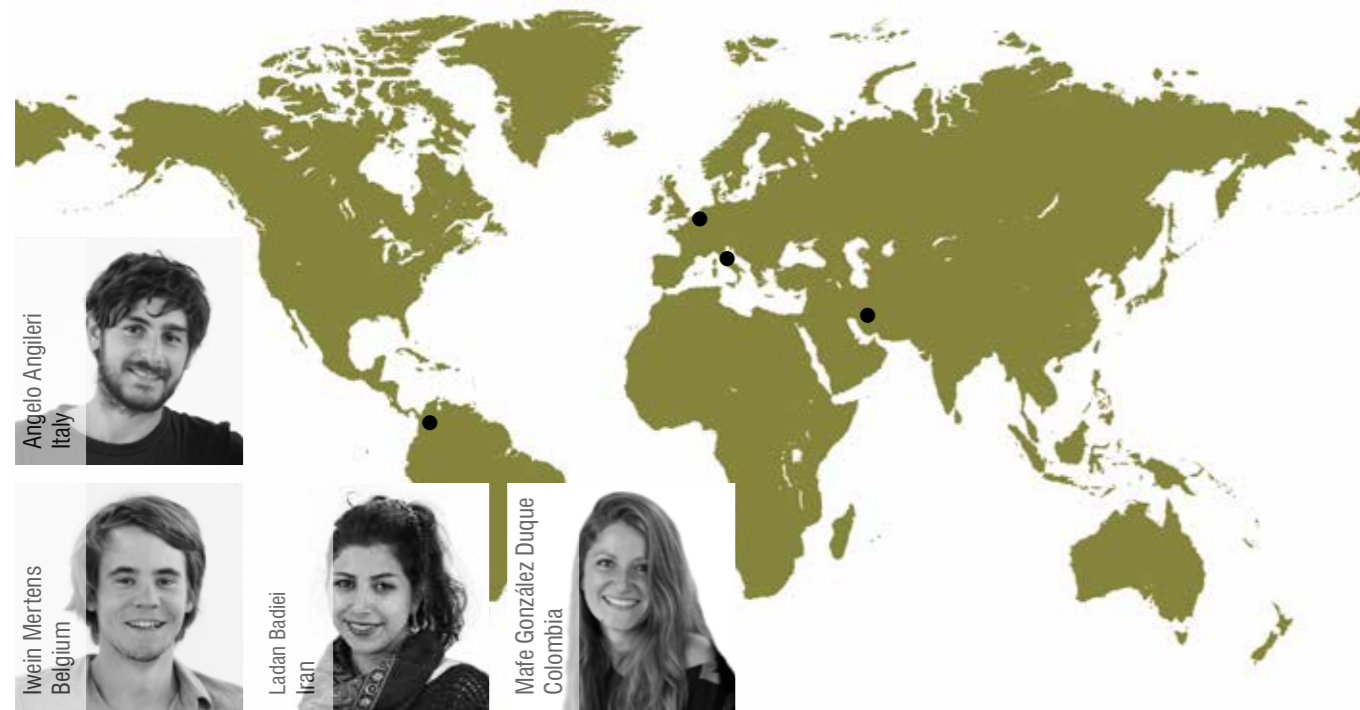 Angelo Angileri
Italy
Iwein Mertens
Belgium
Ladan Badiei
Iran
Mafe González Duque
Colombia